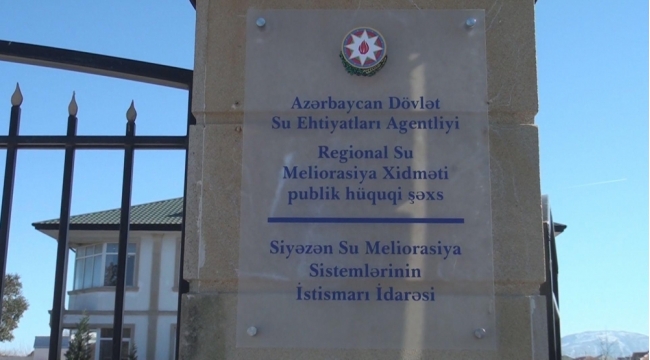 Azərbaycan Dövlət
Su Ehtiyatları Agentliyi
Regional Su
Meliorasiya Xidməti
publik hüquqi şəxs
Siyəzən Su Meliorasiya
Sistemlərinin
İstismarı İdarəsi